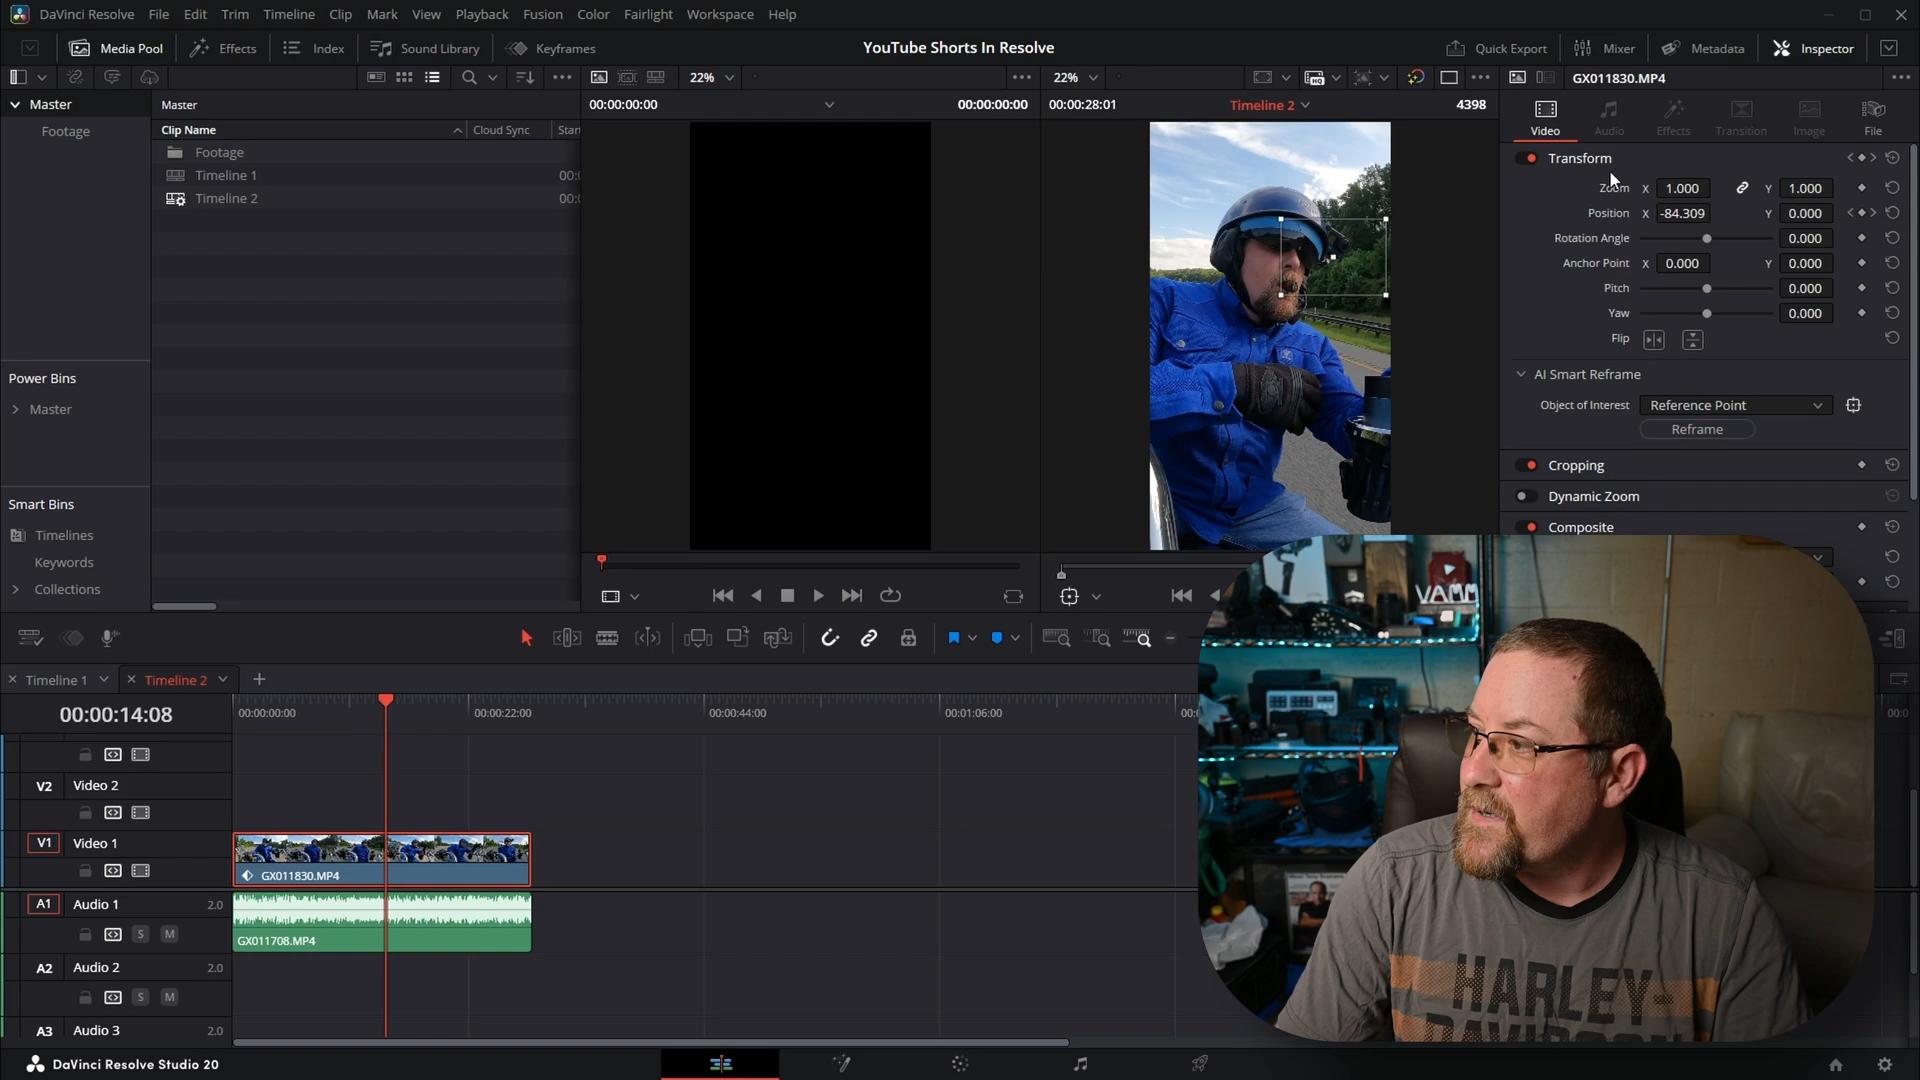 DaVinci Resolve File Edit Trim Timeline Clip Mark View Playback Fusion Color Fairlight Workspace Help
Media Pool Effects Index Sound Library Keyframes YouTube Shorts In Resolve Quick Export Mixer Metadata Inspector
22% 22% GX011830.MP4
Master Master 00:00:00:00 00:00:00:00 00:00:28:01 Timeline 2 4398
Footage Clip Name Cloud Sync Start
Video Audio Effects Transition Image File
Footage
Timeline 1 00:
Timeline 2 00:
Transform
Zoom X 1.000 Y 1.000
Position X -84.309 Y 0.000
Rotation Angle 0.000
Anchor Point X 0.000 Y 0.000
Pitch 0.000
Yaw 0.000
Flip
AI Smart Reframe
Object of Interest Reference Point
Reframe
Cropping
Dynamic Zoom
Composite
Power Bins
Master
Smart Bins
Timelines
Keywords
Collections
VAMM
Timeline 1 Timeline 2
00:00:14:08 00:00:00:00 00:00:22:00 00:00:44:00 00:01:06:00 00: 00:0
V2 Video 2
V1 Video 1
GX011830.MP4
A1 Audio 1 2.0
S M GX011708.MP4
A2 Audio 2 2.0
S M
A3 Audio 3 2.0
HARLEY-
DAVIDSON
DaVinci Resolve Studio 20